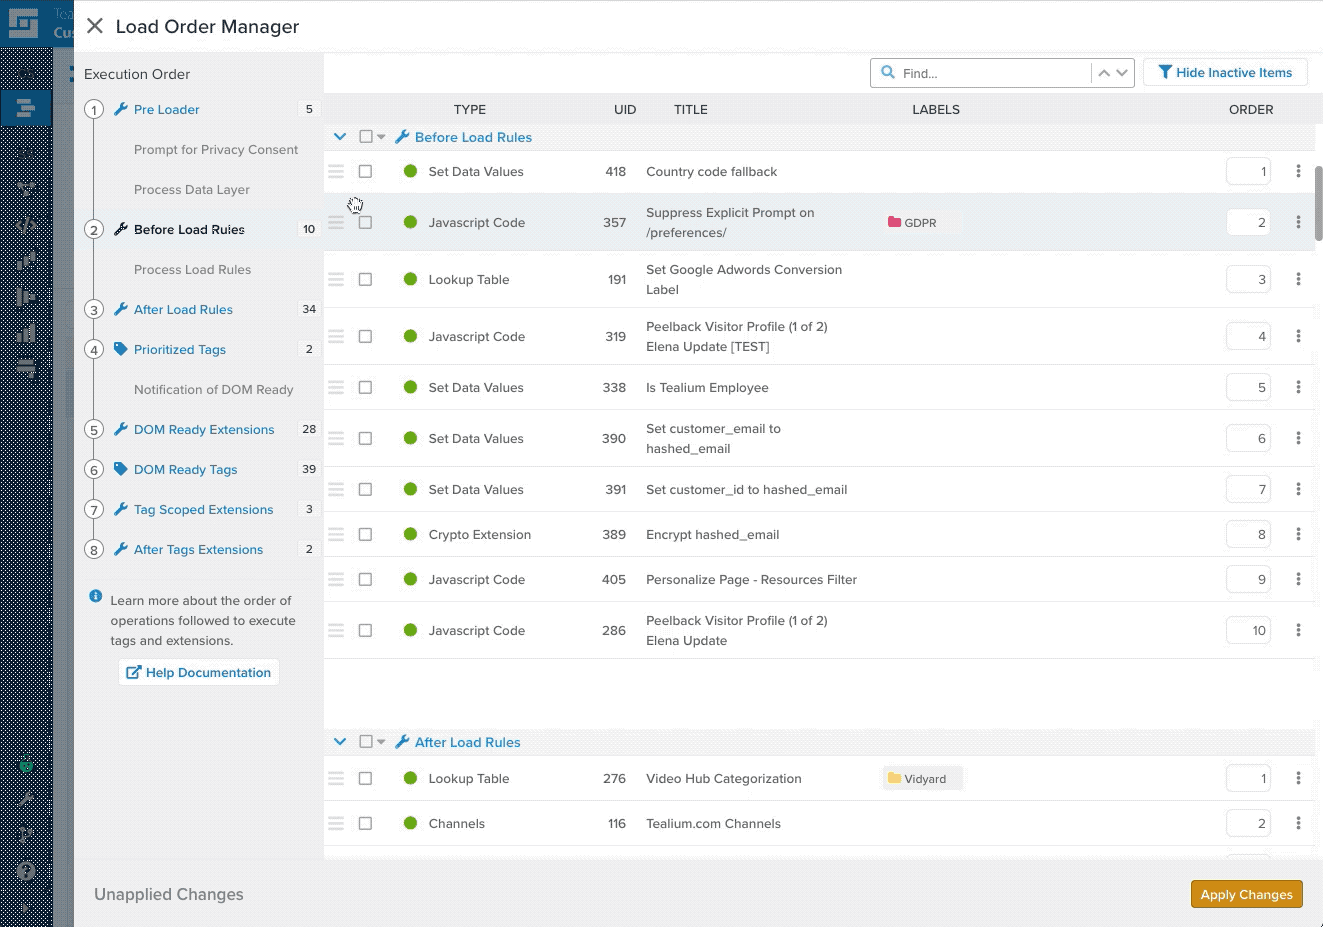 Tea
Cus
Load Order Manager
Execution Order
1 Pre Loader 5
Prompt for Privacy Consent
Process Data Layer
2 Before Load Rules 10
Process Load Rules
3 After Load Rules 34
4 Prioritized Tags 2
Notification of DOM Ready
5 DOM Ready Extensions 28
6 DOM Ready Tags 39
7 Tag Scoped Extensions 3
8 After Tags Extensions 2
Learn more about the order of
operations followed to execute
tags and extensions.
Help Documentation
Find...
Hide Inactive Items
TYPE UID TITLE LABELS ORDER
Before Load Rules
Set Data Values 418 Country code fallback 1
Javascript Code 357 Suppress Explicit Prompt on
/preferences/ GDPR 2
Lookup Table 191 Set Google Adwords Conversion
Label 3
Javascript Code 319 Peelback Visitor Profile (1 of 2)
Elena Update [TEST] 4
Set Data Values 338 Is Tealium Employee 5
Set Data Values 390 Set customer_email to
hashed_email 6
Set Data Values 391 Set customer_id to hashed_email 7
Crypto Extension 389 Encrypt hashed_email 8
Javascript Code 405 Personalize Page - Resources Filter 9
Javascript Code 286 Peelback Visitor Profile (1 of 2)
Elena Update 10
After Load Rules
Lookup Table 276 Video Hub Categorization Vidyard 1
Channels 116 Tealium.com Channels 2
Unapplied Changes
Apply Changes